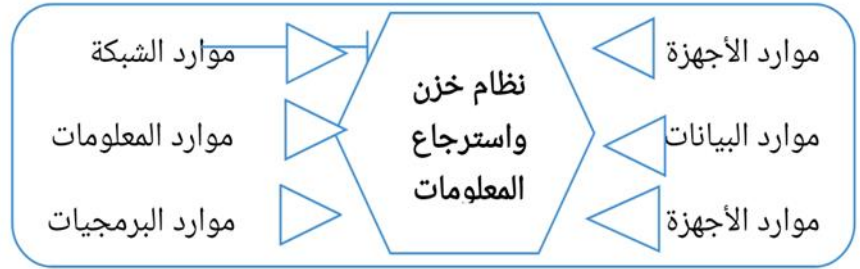 موارد الأجهزة
موارد البيانات
موارد الأجهزة
نظام خزن
واسترجاع
المعلومات
موارد الشبكة
موارد المعلومات
موارد البرمجيات